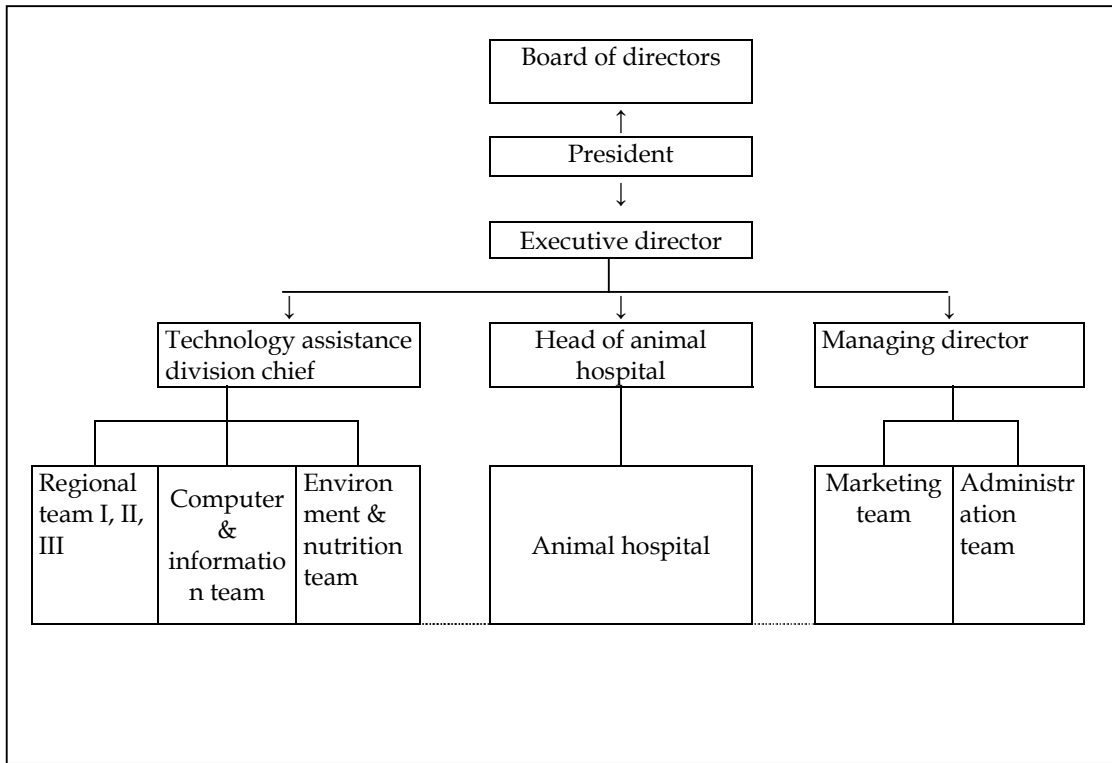 Board of directors
↑
President
↓
Executive director
↓ ↓ ↓
Technology assistance
division chief
Head of animal
hospital
Managing director
Regional
team I, II,
III
Computer
&
informatio
n team
Environ
ment &
nutrition
team
Animal hospital
Marketing
team
Administr
ation
team